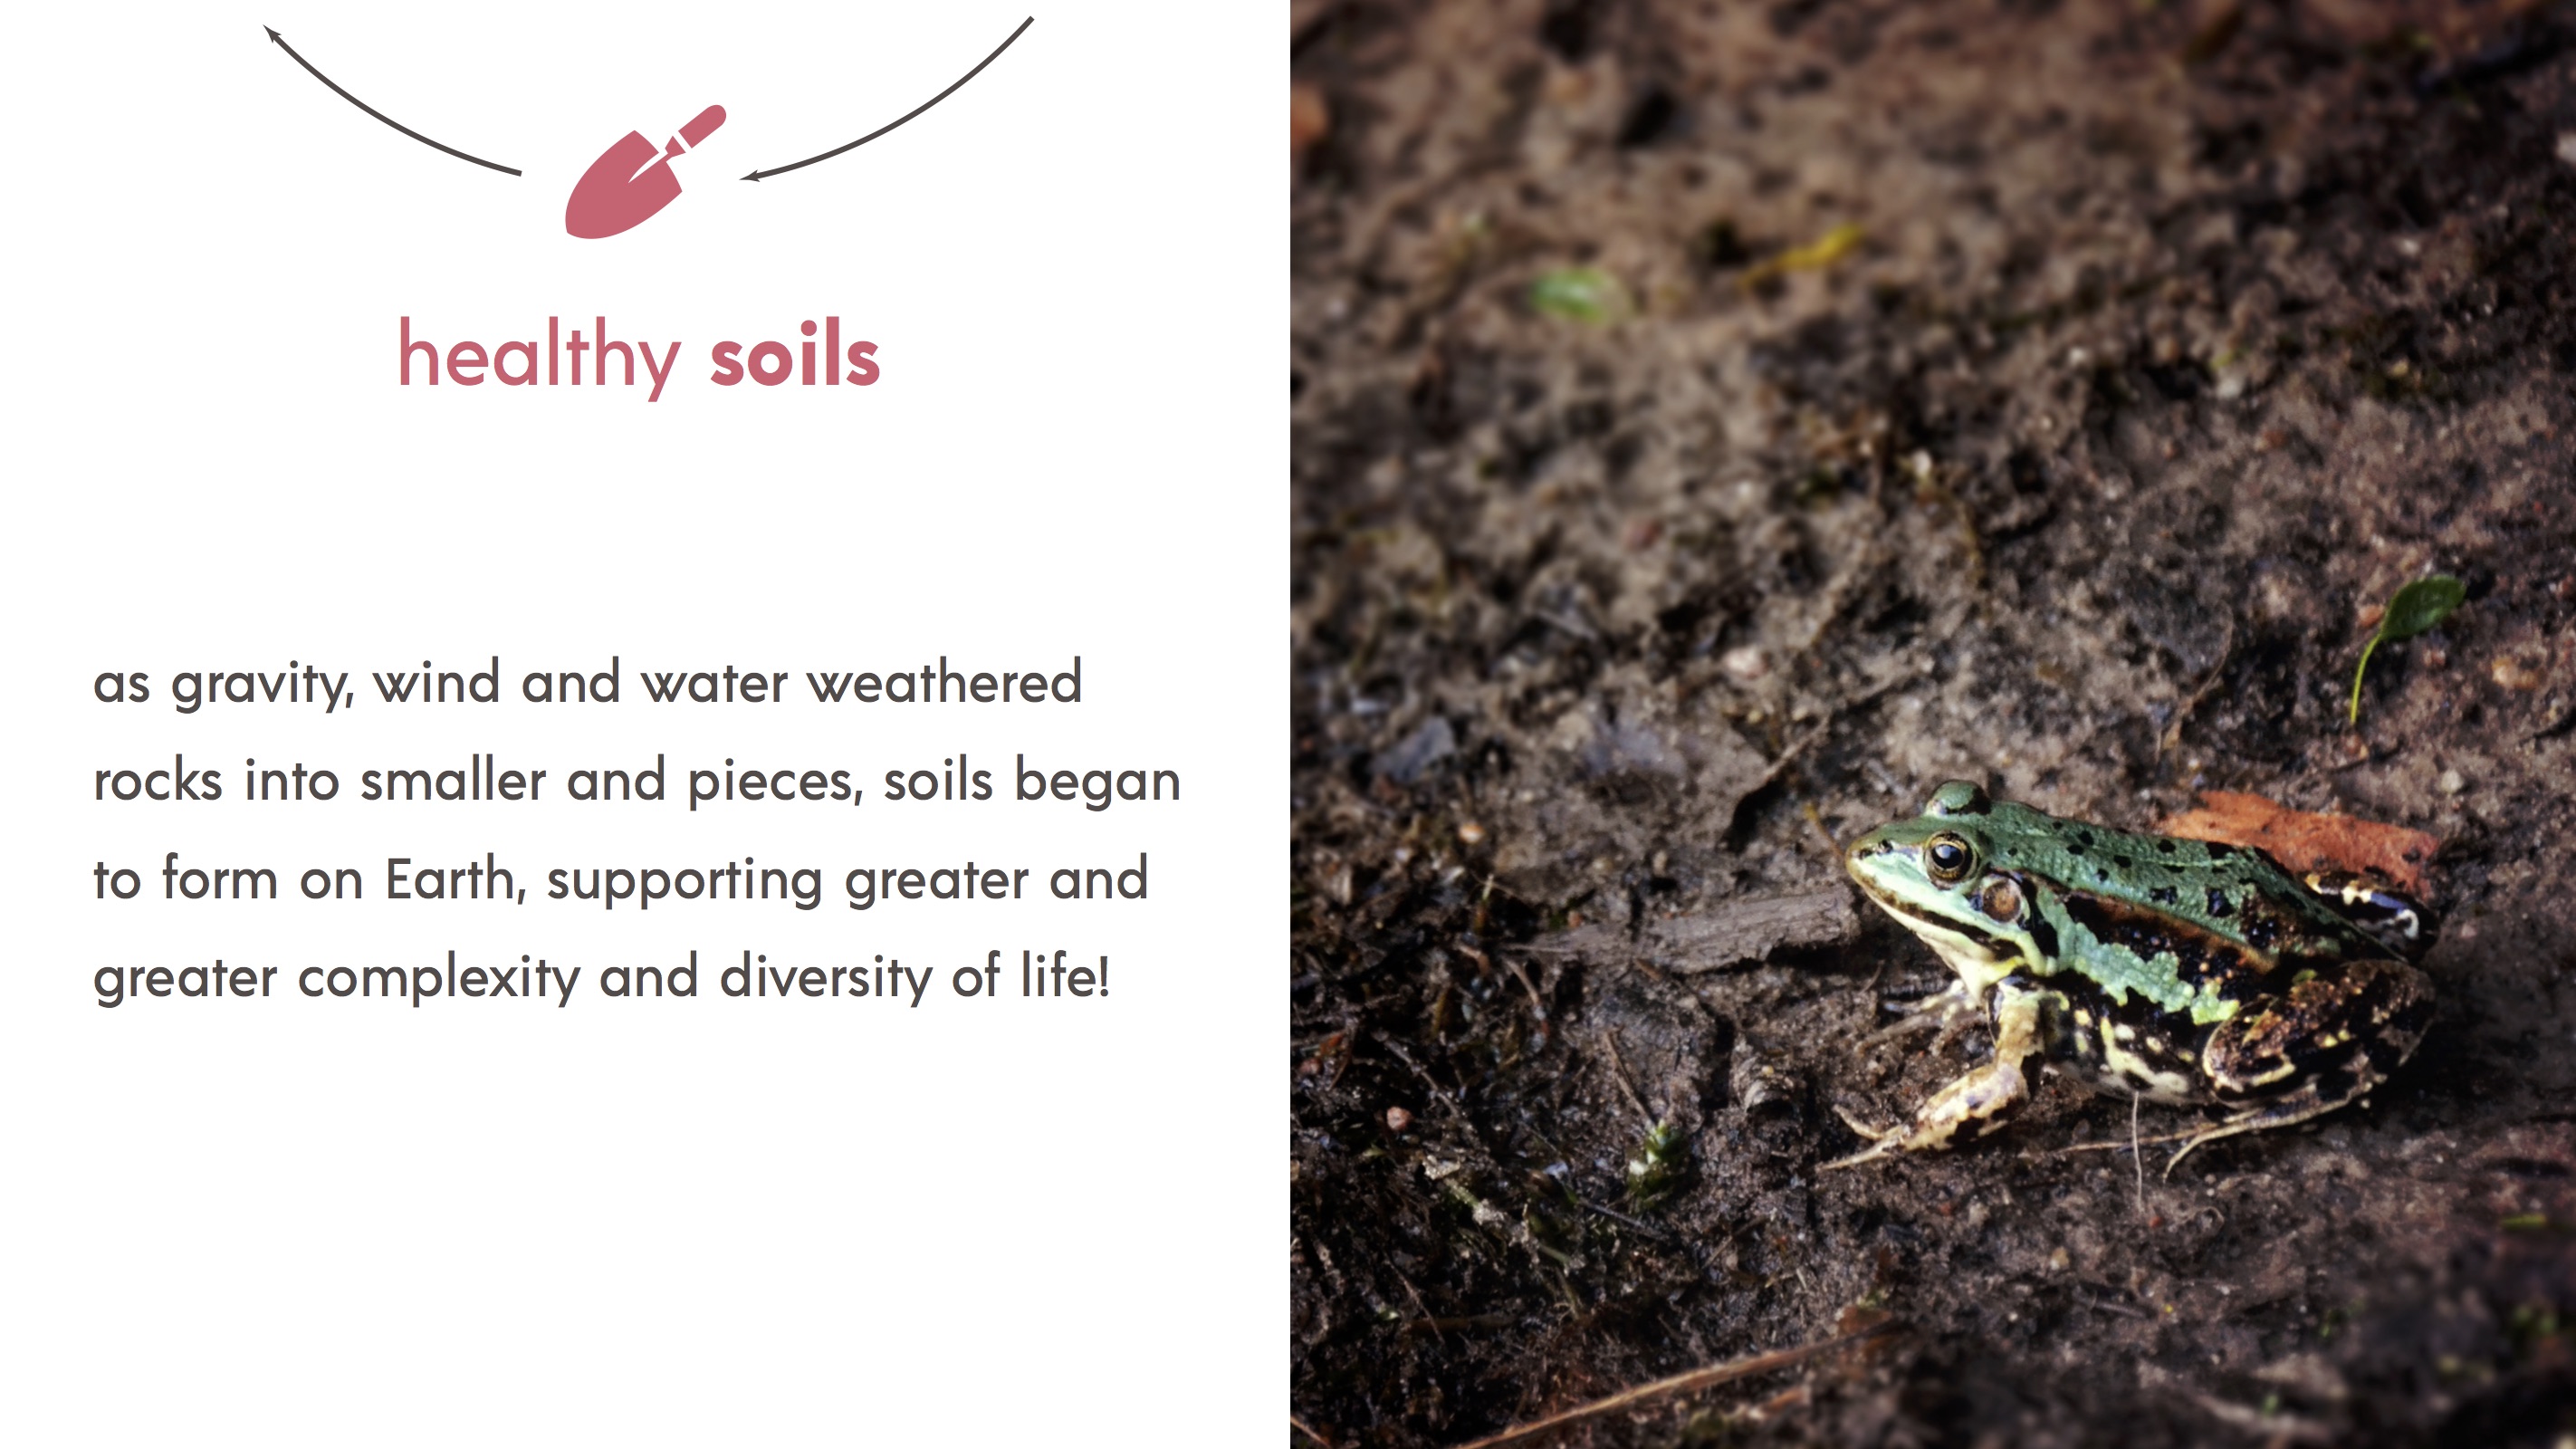 healthy soils
as gravity, wind and water weathered
rocks into smaller and pieces, soils began
to form on Earth, supporting greater and
greater complexity and diversity of life!